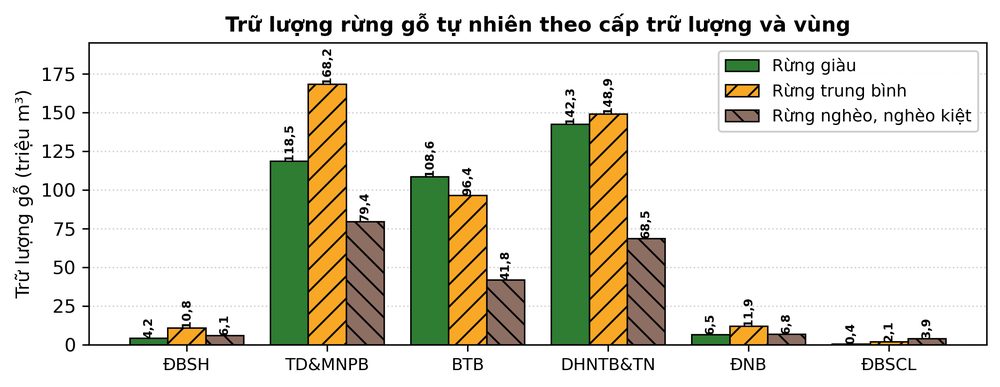 Trữ lượng rừng gỗ tự nhiên theo cấp trữ lượng và vùng
Trữ lượng gỗ (triệu m³)
175
150
125
100
75
50
25
0
Rừng giàu
Rừng trung bình
Rừng nghèo, nghèo kiệt
4,2
10,8
6,1
118,5
168,2
79,4
108,6
96,4
41,8
142,3
148,9
68,5
6,5
11,9
6,8
0,4
2,1
3,9
ĐBSH
TD&MNPB
BTB
DHNTB&TN
ĐNB
ĐBSCL